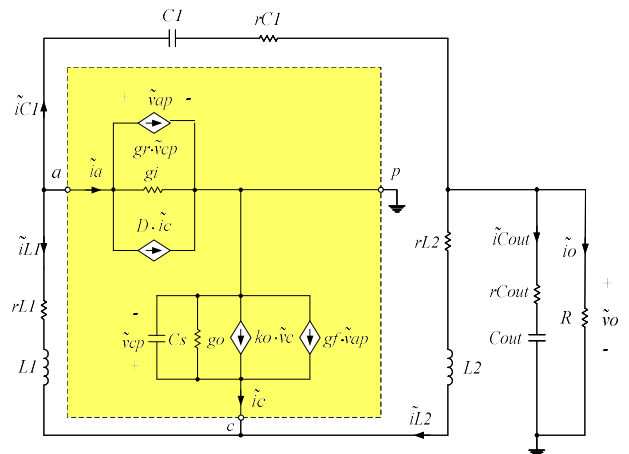 C1 rC1
ĩC1
+ ṽap -
gr·ṽcp
a ĩa gi p
D·ĩc
ĩL1
rL1
L1
- ṽcp +
Cs go ko·ṽc gf·ṽap
ĩc
c
rL2
L2
ĩL2
ĩCout ĩo
rCout
Cout
R
+ ṽo -